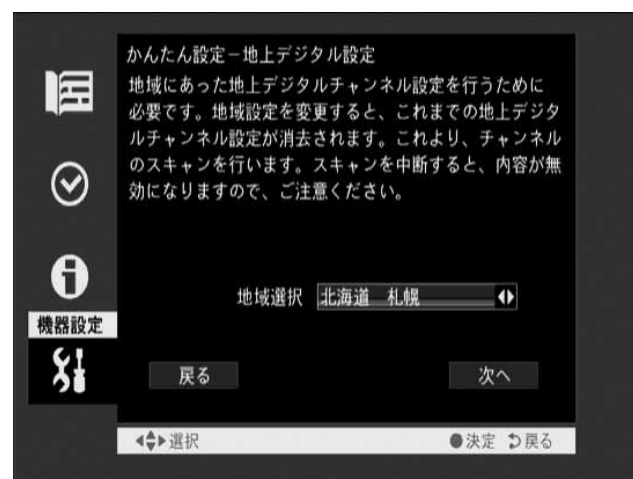 かんたん設定－地上デジタル設定
地域にあった地上デジタルチャンネル設定を行うために
必要です。地域設定を変更すると、これまでの地上デジタ
ルチャンネル設定が消去されます。これより、チャンネル
のスキャンを行います。スキャンを中断すると、内容が無
効になりますので、ご注意ください。
地域選択 北海道　札幌
機器設定
戻る 次へ
選択 決定 戻る